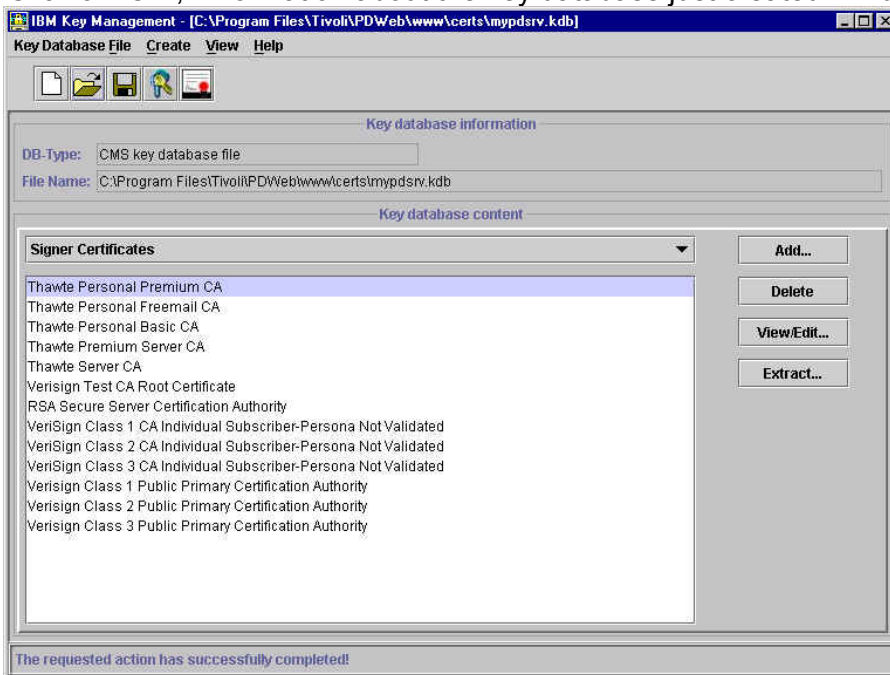 IBM Key Management - [C:\Program Files\Tivoli\PDWeb\www\certs\mypdsrv.kdb]
Key Database File Create View Help
Key database information
DB-Type: CMS key database file
File Name: C:\Program Files\Tivoli\PDWeb\www\certs\mypdsrv.kdb
Key database content
Signer Certificates
Add...
Thawte Personal Premium CA
Delete
Thawte Personal Freemail CA
Thawte Personal Basic CA
View/Edit...
Thawte Premium Server CA
Thawte Server CA
Extract...
Verisign Test CA Root Certificate
RSA Secure Server Certification Authority
VeriSign Class 1 CA Individual Subscriber-Persona Not Validated
VeriSign Class 2 CA Individual Subscriber-Persona Not Validated
VeriSign Class 3 CA Individual Subscriber-Persona Not Validated
Verisign Class 1 Public Primary Certification Authority
Verisign Class 2 Public Primary Certification Authority
Verisign Class 3 Public Primary Certification Authority
The requested action has successfully completed!